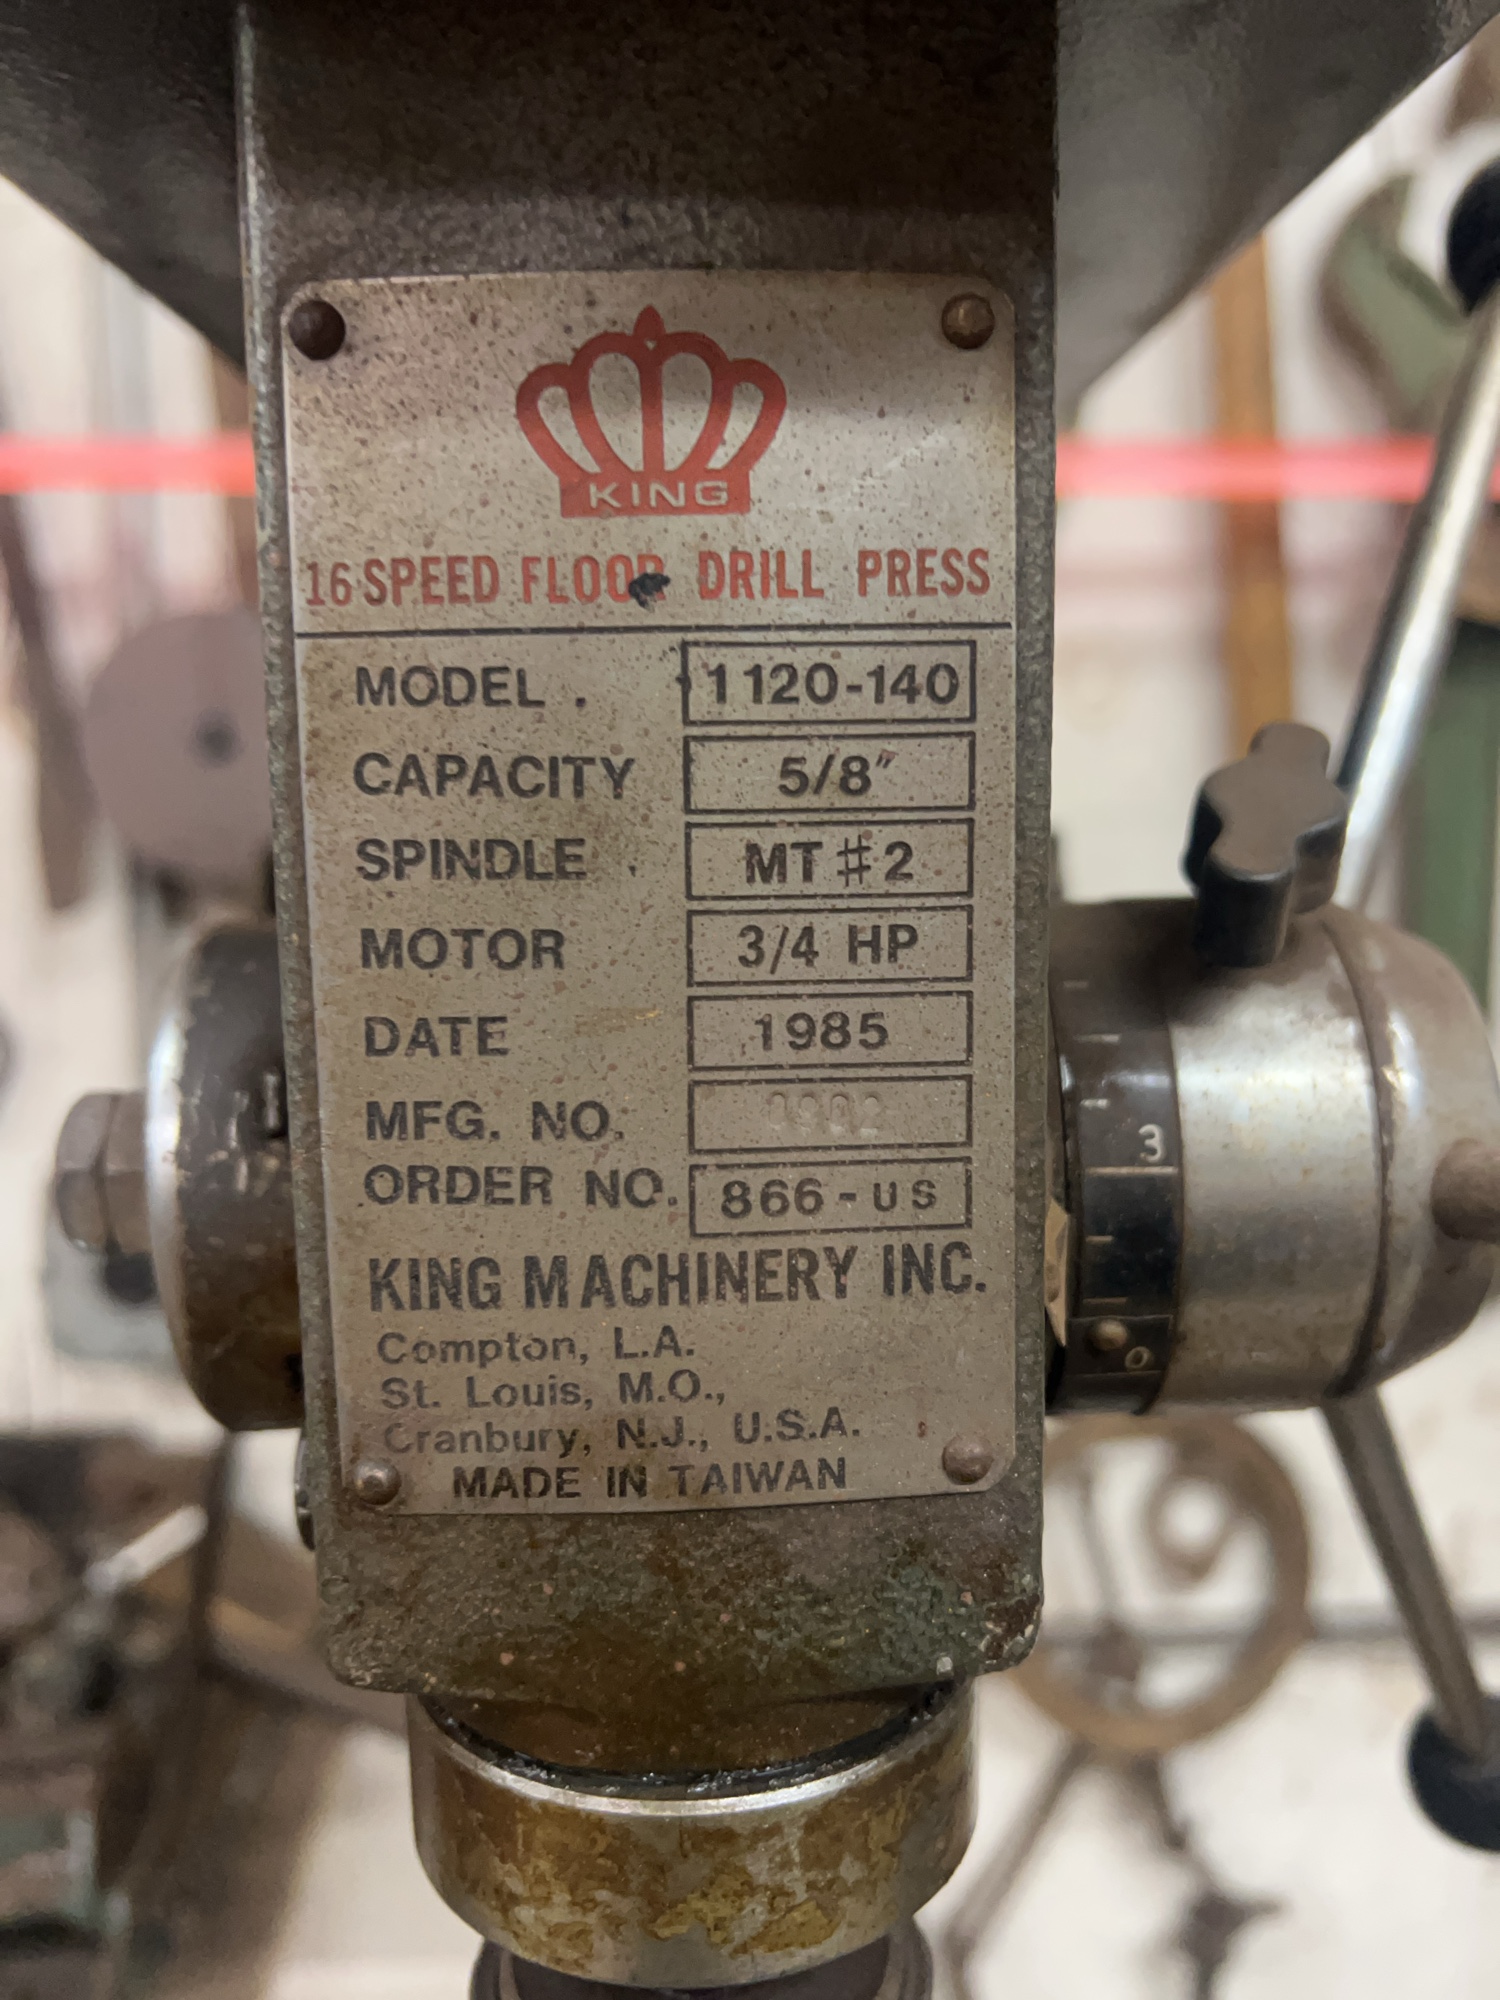 KING
16 SPEED FLOOR DRILL PRESS
MODEL . 1120-140
CAPACITY 5/8"
SPINDLE . MT #2
MOTOR 3/4 HP
DATE 1985
MFG. NO.
ORDER NO. 866-US
KING MACHINERY INC.
Compton, L.A.
St. Louis, M.O.,
Cranbury, N.J., U.S.A.
MADE IN TAIWAN
3
0